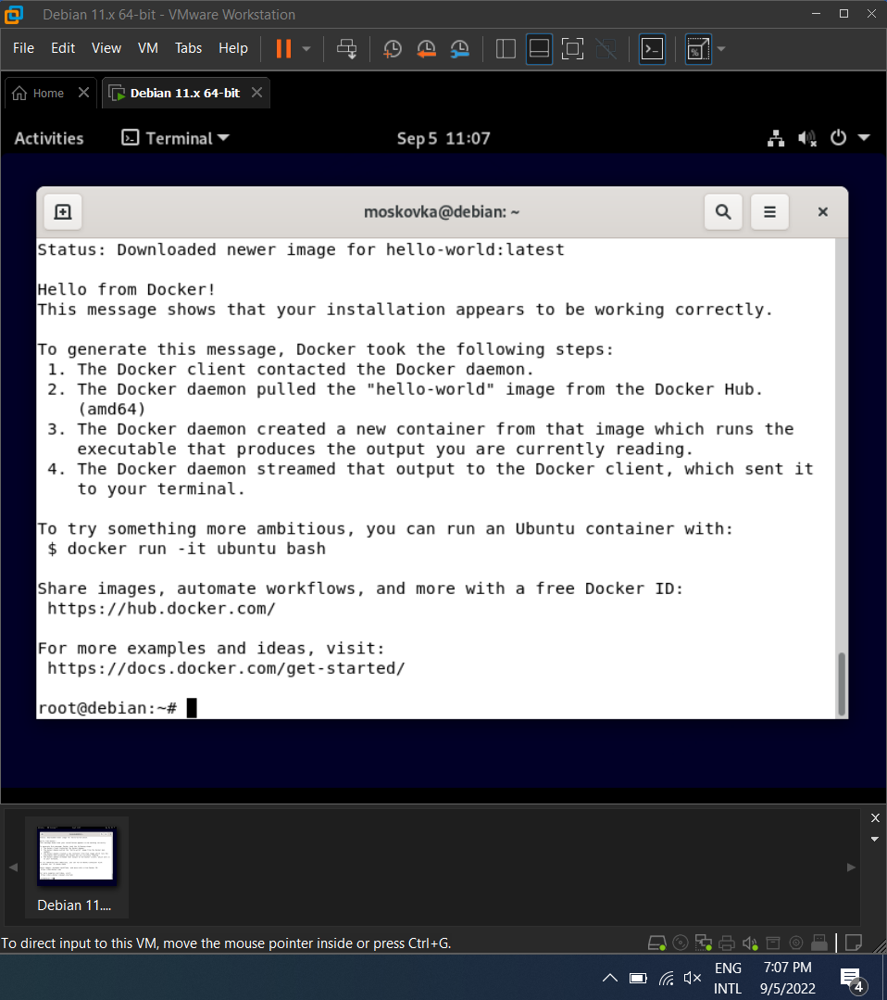 Debian 11.x 64-bit - VMware Workstation
File Edit View VM Tabs Help
Home Debian 11.x 64-bit
Activities Terminal Sep 5 11:07
moskovka@debian: ~
Status: Downloaded newer image for hello-world:latest
Hello from Docker!
This message shows that your installation appears to be working correctly.
To generate this message, Docker took the following steps:
1. The Docker client contacted the Docker daemon.
2. The Docker daemon pulled the "hello-world" image from the Docker Hub.
(amd64)
3. The Docker daemon created a new container from that image which runs the
executable that produces the output you are currently reading.
4. The Docker daemon streamed that output to the Docker client, which sent it
to your terminal.
To try something more ambitious, you can run an Ubuntu container with:
$ docker run -it ubuntu bash
Share images, automate workflows, and more with a free Docker ID:
https://hub.docker.com/
For more examples and ideas, visit:
https://docs.docker.com/get-started/
root@debian:~#
Debian 11....
To direct input to this VM, move the mouse pointer inside or press Ctrl+G.
ENG 7:07 PM
INTL 9/5/2022 4